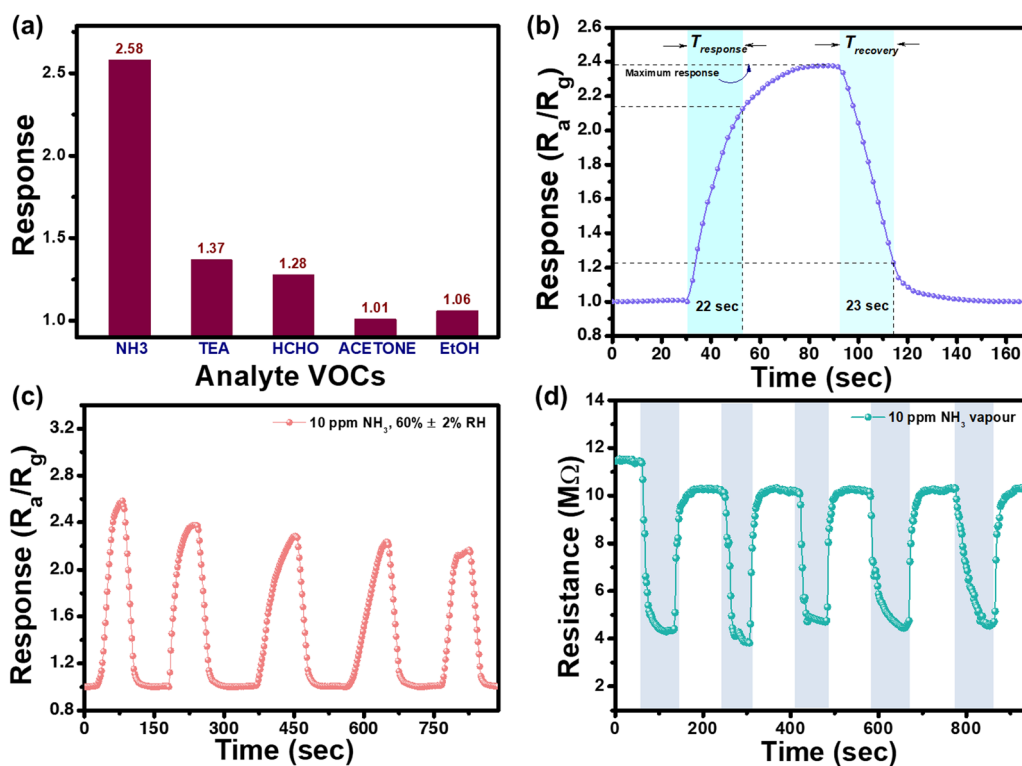 (a)
Response
2.5
2.0
1.5
1.0
2.58
1.37
1.28
1.01
1.06
NH3 TEA HCHO ACETONE EtOH
Analyte VOCs
(b)
Response (Rₐ/R_g)
2.6
2.4
2.2
2.0
1.8
1.6
1.4
1.2
1.0
0.8
T_response
T_recovery
Maximum response
22 sec
23 sec
0 20 40 60 80 100 120 140 160
Time (sec)
(c)
Response (Rₐ/R_g)
3.2
2.8
2.4
2.0
1.6
1.2
0.8
10 ppm NH₃, 60% ± 2% RH
0 150 300 450 600 750
Time (sec)
(d)
Resistance (MΩ)
14
12
10
8
6
4
2
10 ppm NH₃ vapour
0 200 400 600 800
Time (sec)